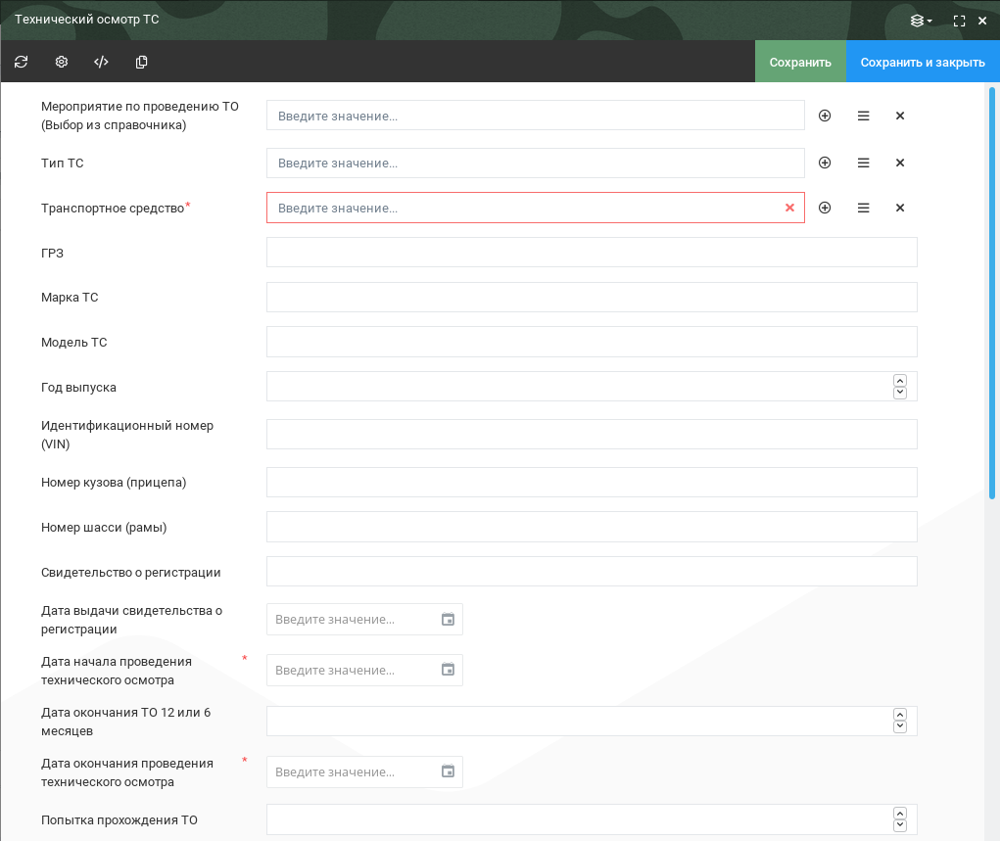 Технический осмотр ТС
Сохранить
Сохранить и закрыть
Мероприятие по проведению ТО
(Выбор из справочника)
Введите значение...
Тип ТС
Введите значение...
Транспортное средство*
Введите значение...
ГРЗ
Марка ТС
Модель ТС
Год выпуска
Идентификационный номер
(VIN)
Номер кузова (прицепа)
Номер шасси (рамы)
Свидетельство о регистрации
Дата выдачи свидетельства о
регистрации
Введите значение...
Дата начала проведения *
технического осмотра
Введите значение...
Дата окончания ТО 12 или 6
месяцев
Дата окончания проведения *
технического осмотра
Введите значение...
Попытка прохождения ТО